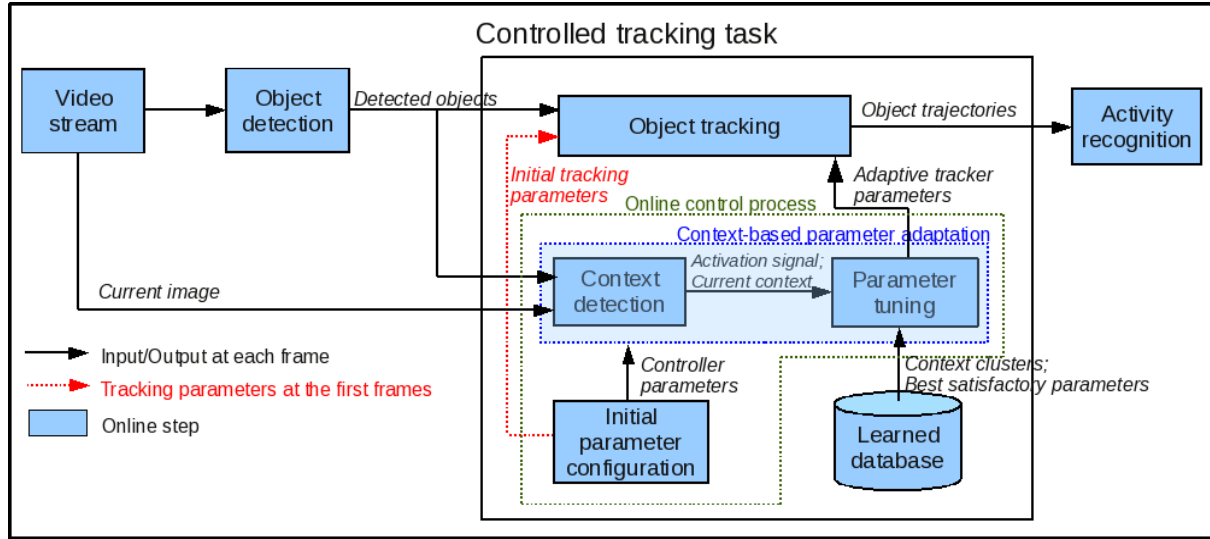 Controlled tracking task
Video
stream
Object
detection
Detected objects
Object tracking
Object trajectories
Activity
recognition
Initial tracking
parameters
Adaptive tracker
parameters
Online control process
Context-based parameter adaptation
Context
detection
Activation signal;
Current context
Parameter
tuning
Current image
Input/Output at each frame
Tracking parameters at the first frames
Online step
Controller
parameters
Context clusters;
Best satisfactory parameters
Initial
parameter
configuration
Learned
database